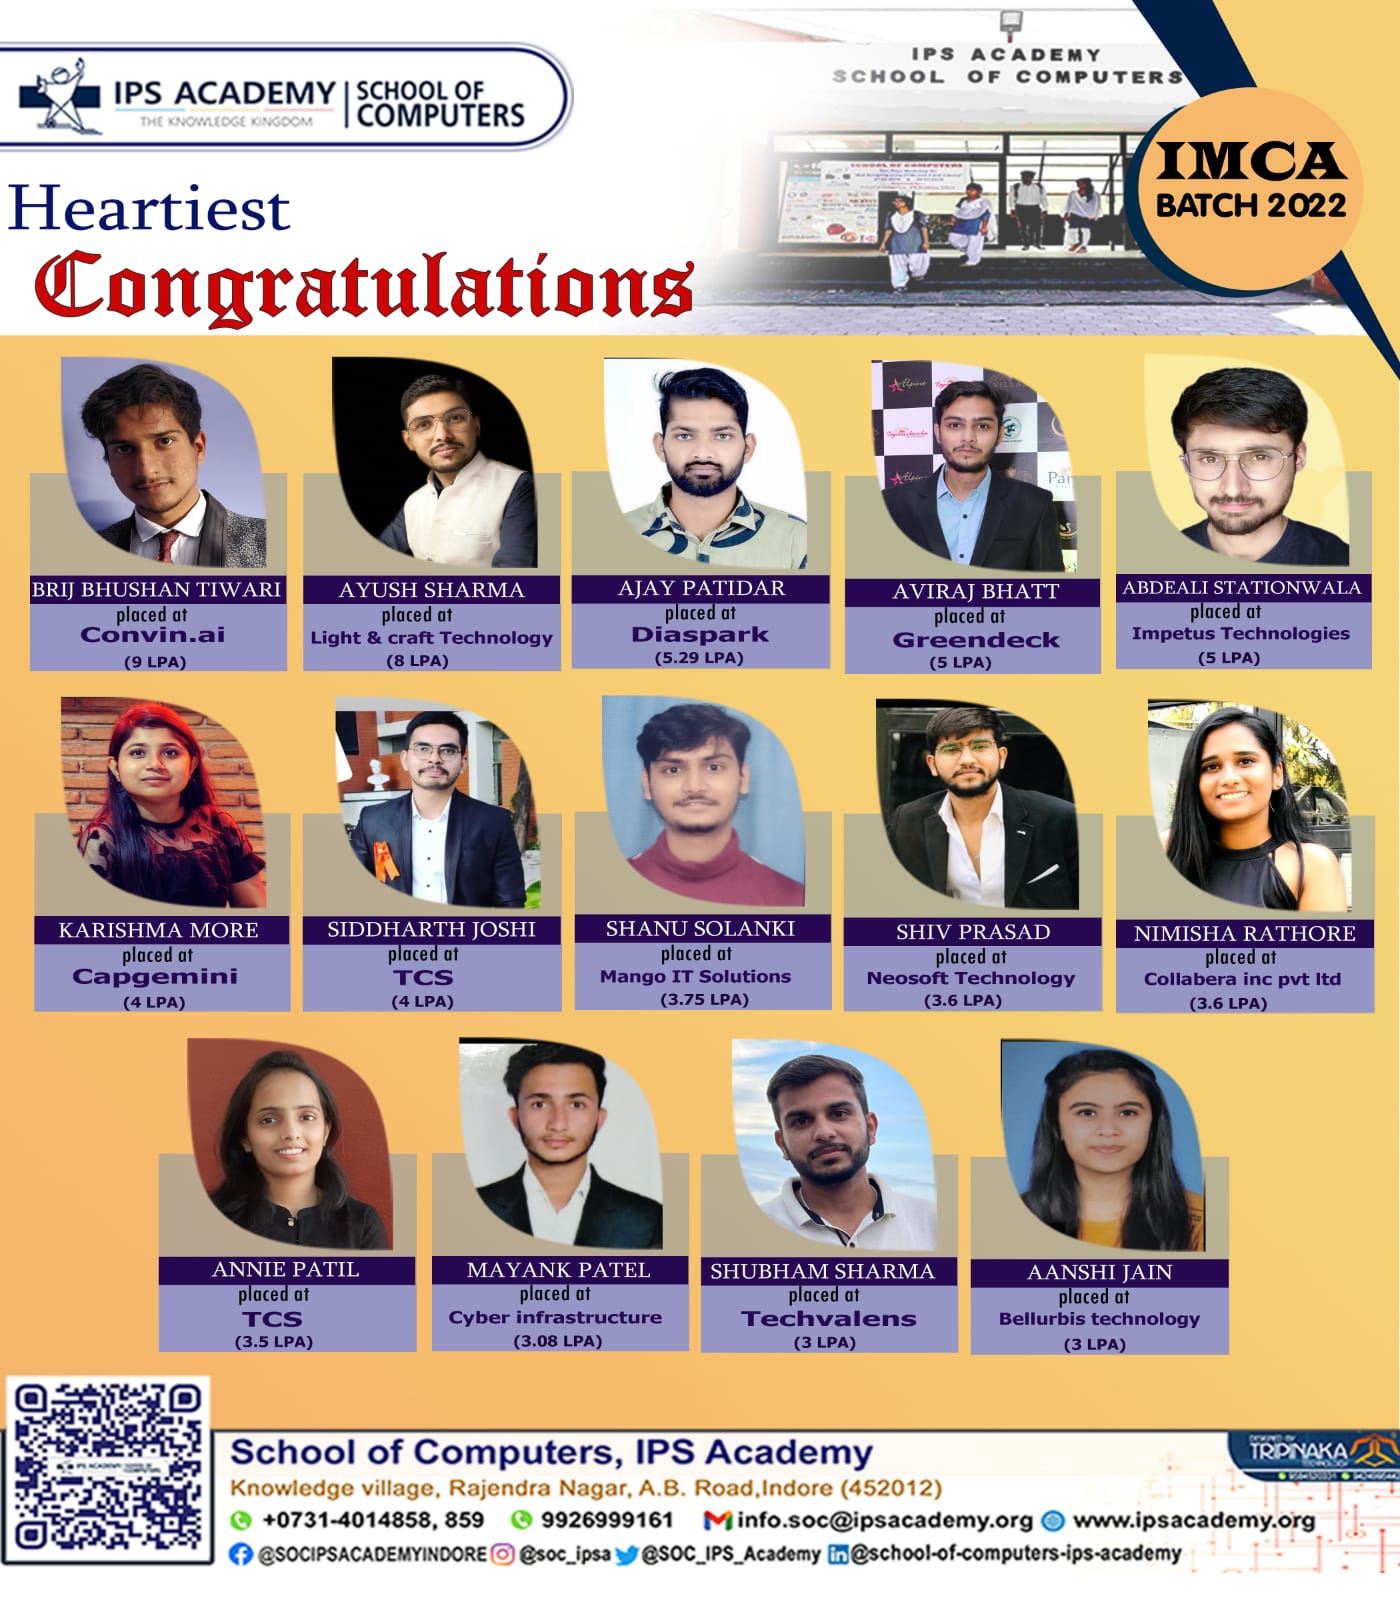 IPS ACADEMY
THE KNOWLEDGE KINGDOM
SCHOOL OF
COMPUTERS
IPS ACADEMY
SCHOOL OF COMPUTERS
SCHOOL OF COMPUTERS
IMCA
BATCH 2022
Heartiest
Congratulations
BRIJ BHUSHAN TIWARI
placed at
Convin.ai
(9 LPA)
AYUSH SHARMA
placed at
Light & craft Technology
(8 LPA)
AJAY PATIDAR
placed at
Diaspark
(5.29 LPA)
AVIRAJ BHATT
placed at
Greendeck
(5 LPA)
ABDEALI STATIONWALA
placed at
Impetus Technologies
(5 LPA)
KARISHMA MORE
placed at
Capgemini
(4 LPA)
SIDDHARTH JOSHI
placed at
TCS
(4 LPA)
SHANU SOLANKI
placed at
Mango IT Solutions
(3.75 LPA)
SHIV PRASAD
placed at
Neosoft Technology
(3.6 LPA)
NIMISHA RATHORE
placed at
Collabera inc pvt ltd
(3.6 LPA)
ANNIE PATIL
placed at
TCS
(3.5 LPA)
MAYANK PATEL
placed at
Cyber infrastructure
(3.08 LPA)
SHUBHAM SHARMA
placed at
Techvalens
(3 LPA)
AANSHI JAIN
placed at
Bellurbis technology
(3 LPA)
School of Computers, IPS Academy
Knowledge village, Rajendra Nagar, A.B. Road,Indore (452012)
+0731-4014858, 859 9926999161 info.soc@ipsacademy.org www.ipsacademy.org
@SOCIPSACADEMYINDORE @soc_ipsa @SOC_IPS_Academy @school-of-computers-ips-academy
DESIGNED BY
TRIPINAKA
TECHNOLOGY